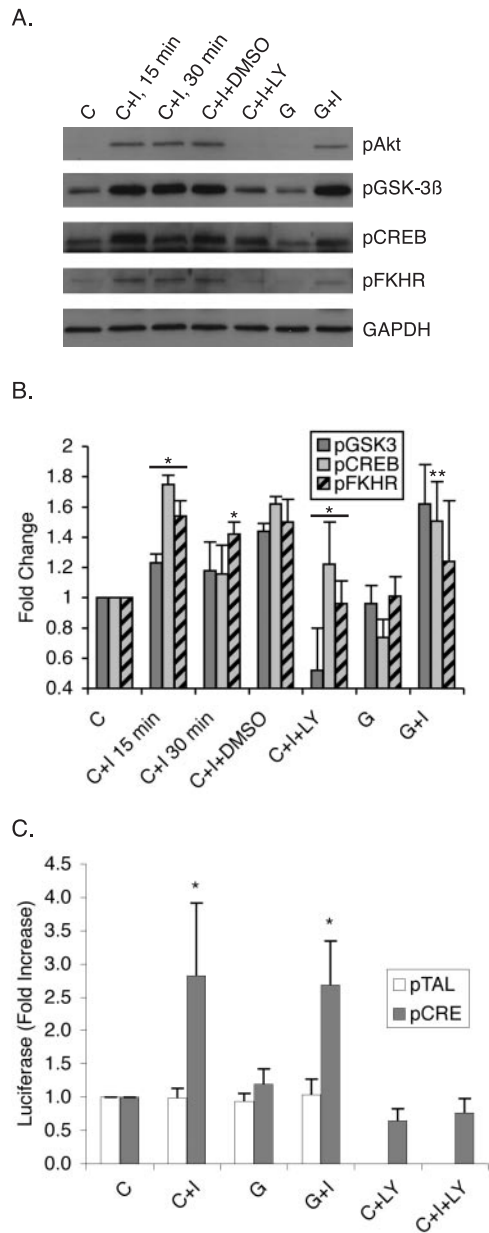 A.
C
C+I, 15 min
C+I, 30 min
C+I+DMSO
C+I+LY
G
G+I
pAkt
pGSK-3ß
pCREB
pFKHR
GAPDH
B.
Fold Change
2
1.8
1.6
1.4
1.2
1
0.8
0.6
0.4
*
*
*
**
pGSK3
pCREB
pFKHR
C
C+I 15 min
C+I 30 min
C+I+DMSO
C+I+LY
G
G+I
C.
Luciferase (Fold Increase)
4.5
4.0
3.5
3.0
2.5
2.0
1.5
1.0
0.5
0.0
*
*
pTAL
pCRE
C
C+I
G
G+I
C+LY
C+I+LY